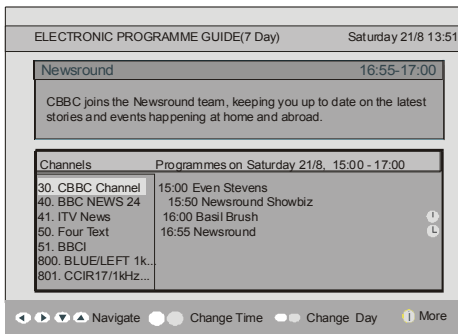 ELECTRONIC PROGRAMME GUIDE(7 Day) Saturday 21/8 13:51
Newsround 16:55-17:00
CBBC joins the Newsround team, keeping you up to date on the latest
stories and events happening at home and abroad.
Channels Programmes on Saturday 21/8, 15:00 - 17:00
30. CBBC Channel 15:00 Even Stevens
40. BBC NEWS 24 15:50 Newsround Showbiz
41. ITV News 16:00 Basil Brush
50. Four Text 16:55 Newsround
51. BBCI
800. BLUE/LEFT 1k...
801. CCIR17/1kHz...
Navigate Change Time Change Day i More